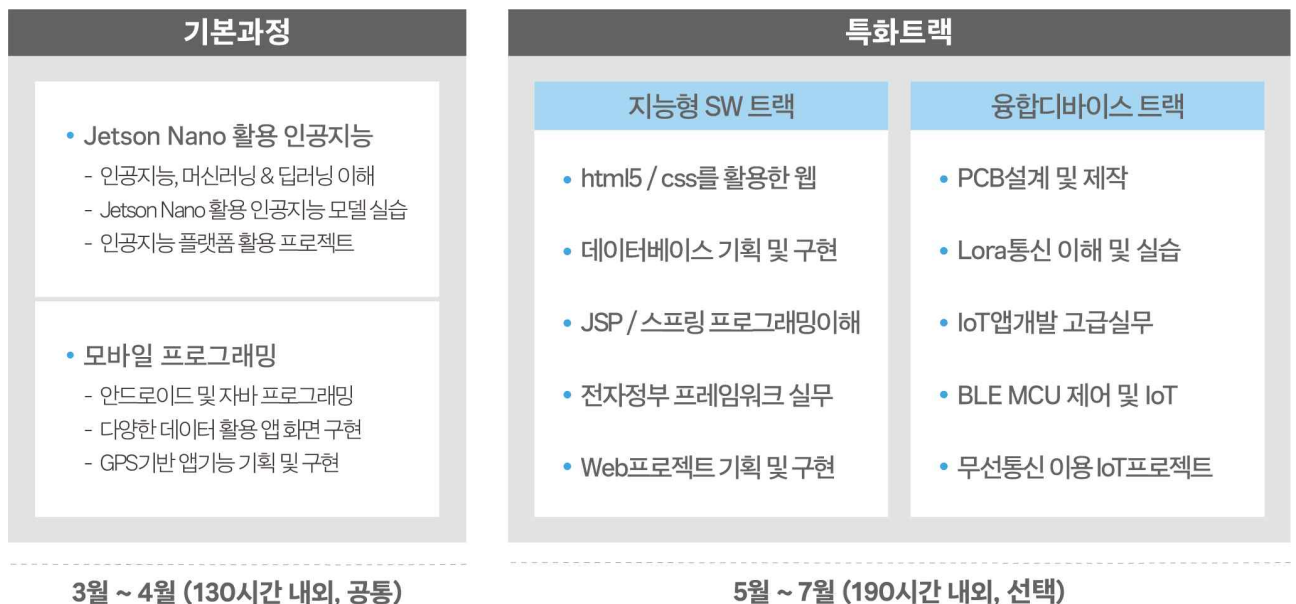 기본과정
• Jetson Nano 활용 인공지능
- 인공지능, 머신러닝 & 딥러닝 이해
- Jetson Nano 활용 인공지능 모델 실습
- 인공지능 플랫폼 활용 프로젝트
• 모바일 프로그래밍
- 안드로이드 및 자바 프로그래밍
- 다양한 데이터 활용 앱 화면 구현
- GPS기반 앱기능 기획 및 구현
3월 ~ 4월 (130시간 내외, 공통)
특화트랙
지능형 SW 트랙
• html5 / css를 활용한 웹
• 데이터베이스 기획 및 구현
• JSP / 스프링 프로그래밍이해
• 전자정부 프레임워크 실무
• Web프로젝트 기획 및 구현
융합디바이스 트랙
• PCB설계 및 제작
• Lora통신 이해 및 실습
• IoT앱개발 고급실무
• BLE MCU 제어 및 IoT
• 무선통신 이용 IoT프로젝트
5월 ~ 7월 (190시간 내외, 선택)